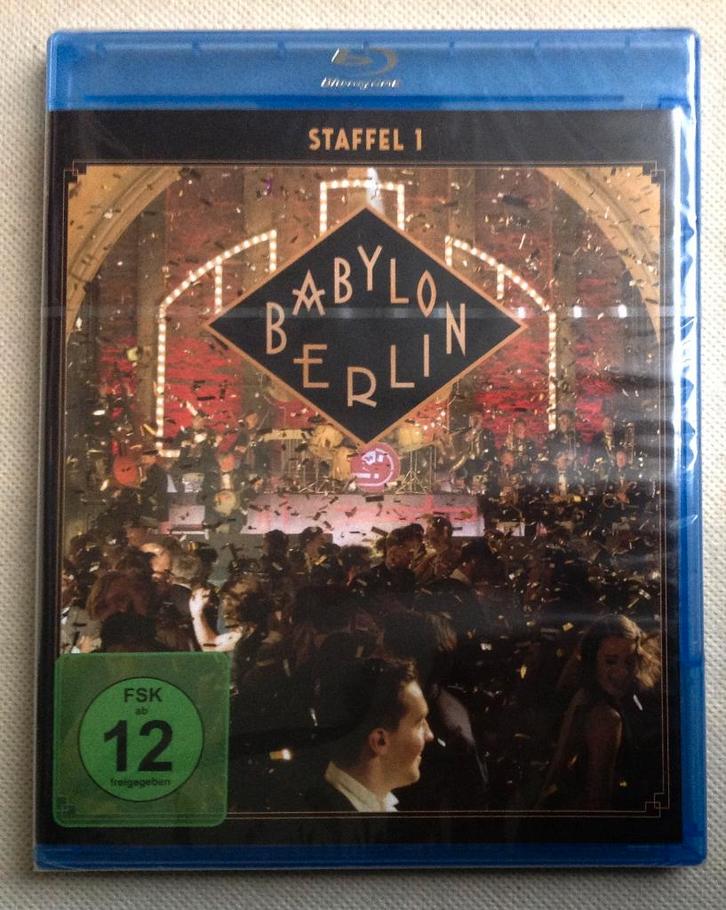 Blu-ray Disc
STAFFEL 1
BABYLON
BERLIN
FSK
ab
12
freigegeben